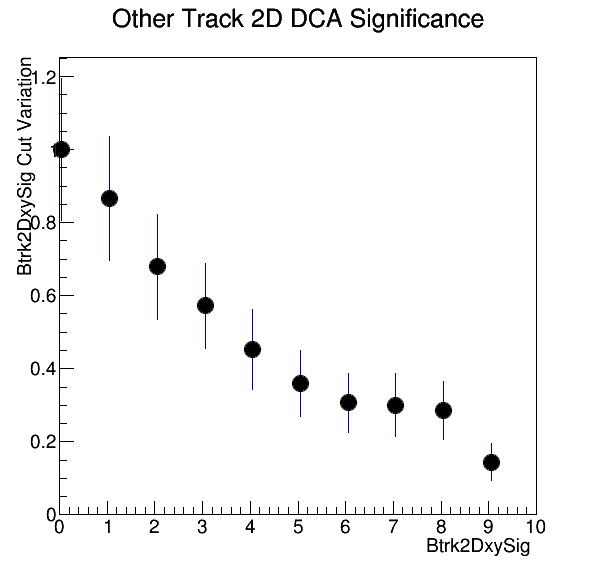 Other Track 2D DCA Significance
Btrk2DxySig Cut Variation
1.2
1
0.8
0.6
0.4
0.2
0
0 1 2 3 4 5 6 7 8 9 10
Btrk2DxySig